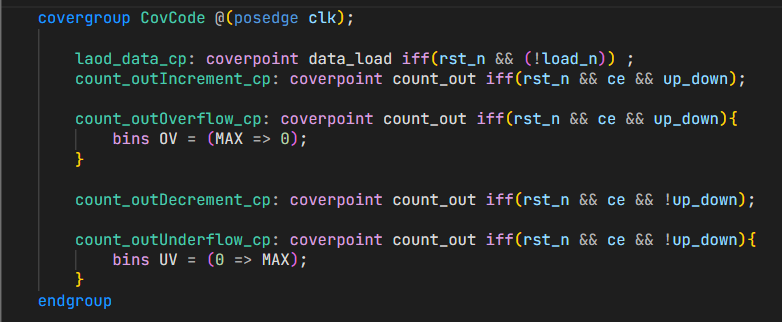 covergroup CovCode @(posedge clk);
laod_data_cp: coverpoint data_load iff(rst_n && (!load_n)) ;
count_outIncrement_cp: coverpoint count_out iff(rst_n && ce && up_down);
count_outOverflow_cp: coverpoint count_out iff(rst_n && ce && up_down){
bins OV = (MAX => 0);
}
count_outDecrement_cp: coverpoint count_out iff(rst_n && ce && !up_down);
count_outUnderflow_cp: coverpoint count_out iff(rst_n && ce && !up_down){
bins UV = (0 => MAX);
}
endgroup